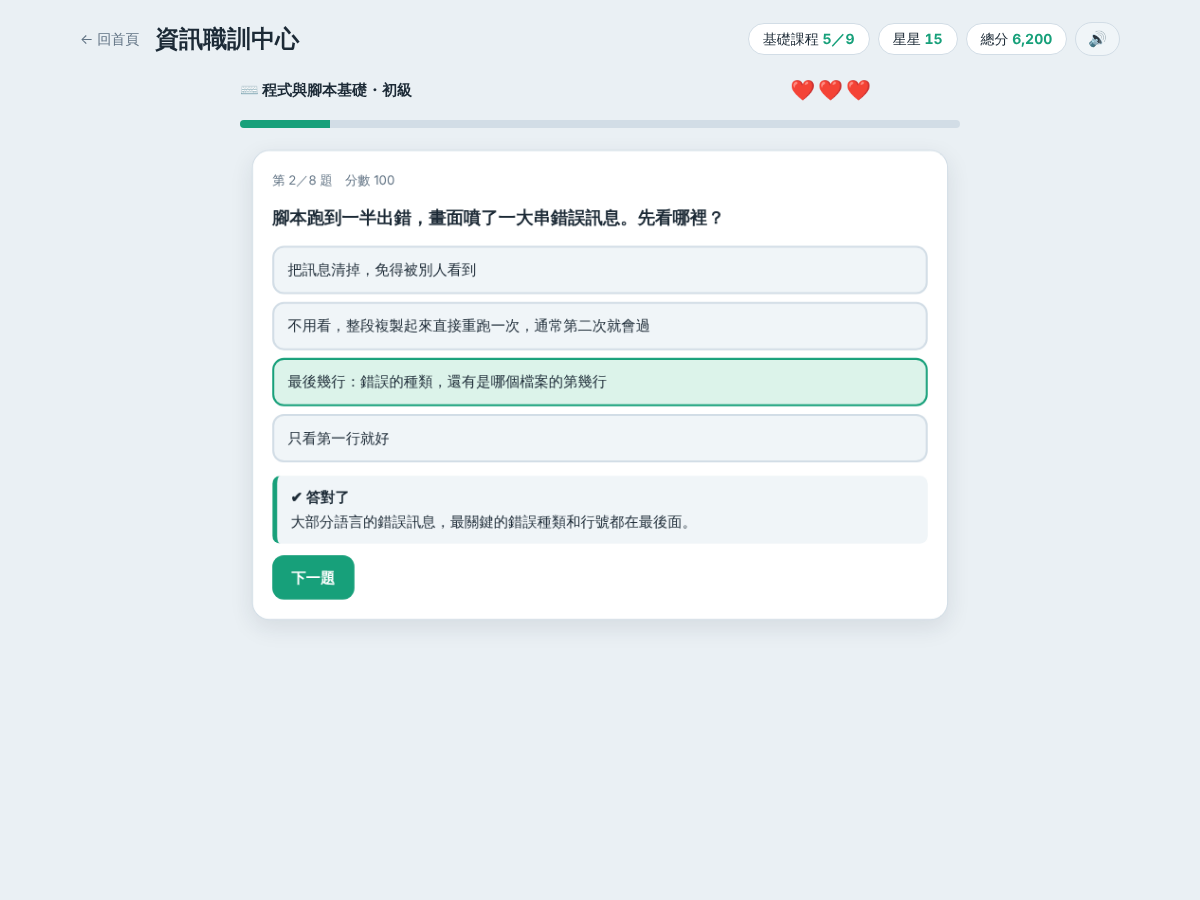 ← 回首頁 資訊職訓中心 基礎課程 5／9 星星 15 總分 6,200
程式與腳本基礎・初級
第 2／8 題 分數 100
腳本跑到一半出錯，畫面噴了一大串錯誤訊息。先看哪裡？
把訊息清掉，免得被別人看到
不用看，整段複製起來直接重跑一次，通常第二次就會過
最後幾行：錯誤的種類，還有是哪個檔案的第幾行
只看第一行就好
✔ 答對了
大部分語言的錯誤訊息，最關鍵的錯誤種類和行號都在最後面。
下一題